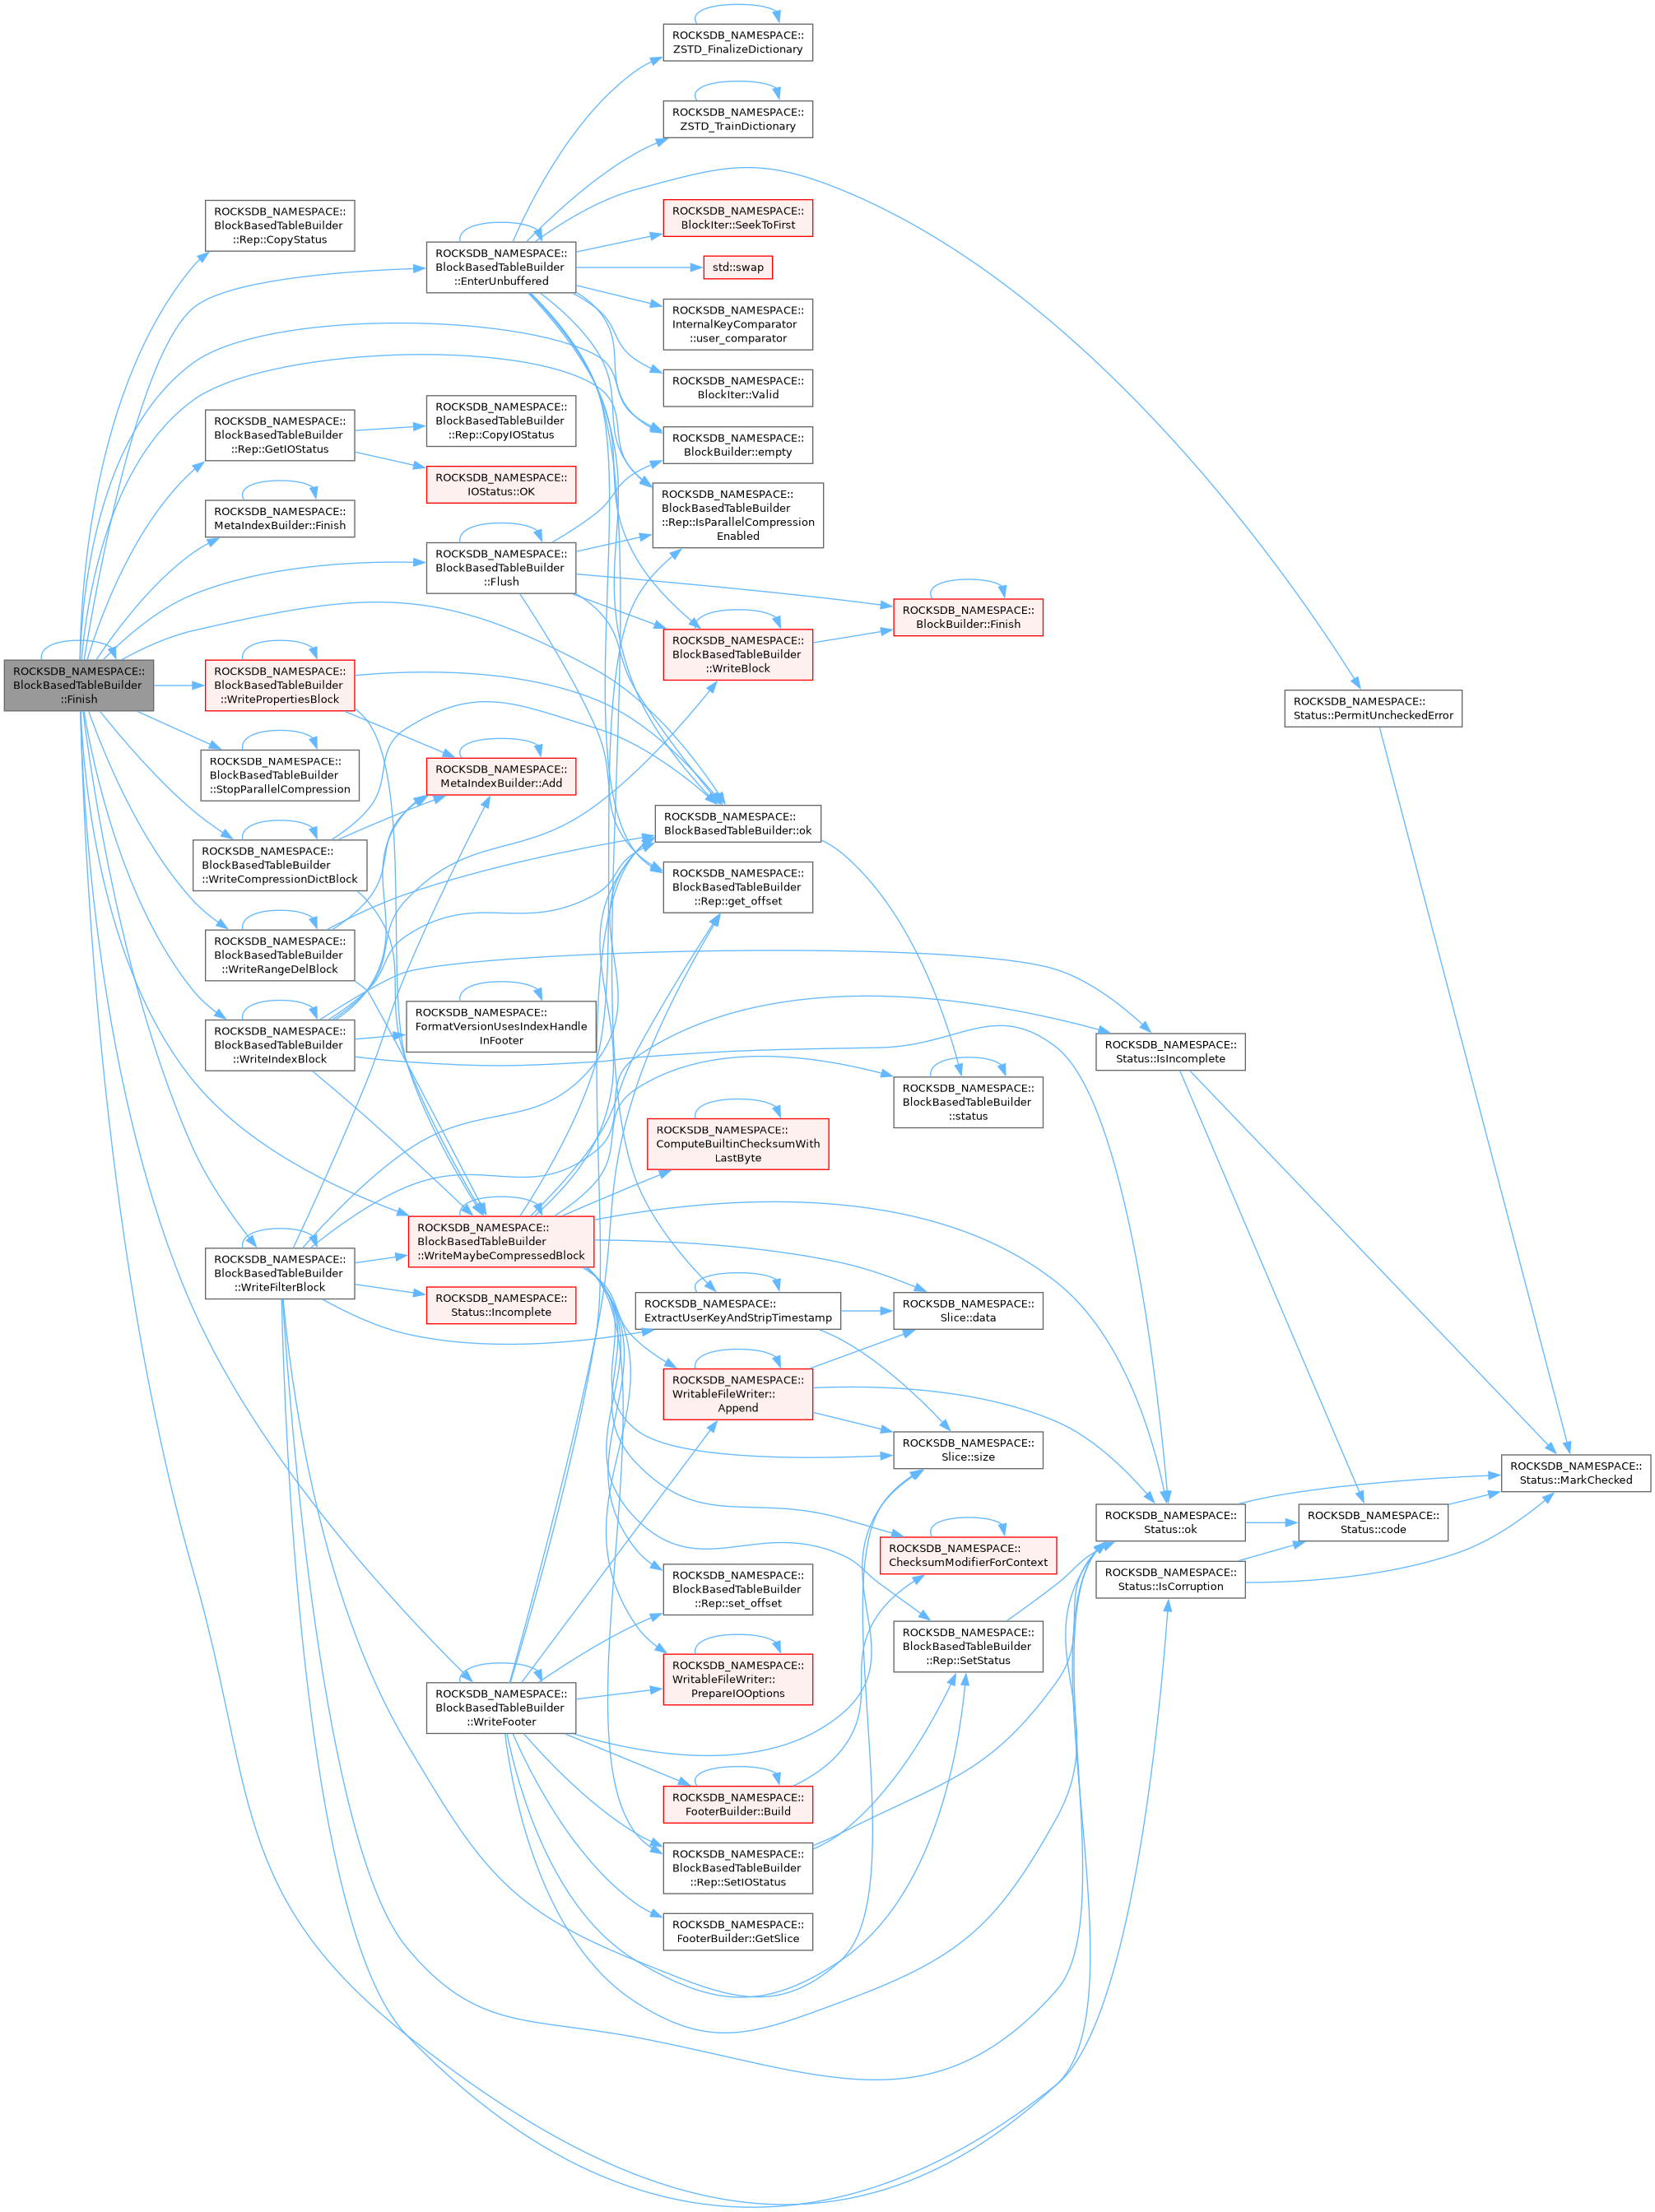 ROCKSDB_NAMESPACE::
ZSTD_FinalizeDictionary
ROCKSDB_NAMESPACE::
ZSTD_TrainDictionary
ROCKSDB_NAMESPACE::
BlockBasedTableBuilder
::Rep::CopyStatus
ROCKSDB_NAMESPACE::
BlockIter::SeekToFirst
ROCKSDB_NAMESPACE::
BlockBasedTableBuilder
::EnterUnbuffered
std::swap
ROCKSDB_NAMESPACE::
InternalKeyComparator
::user_comparator
ROCKSDB_NAMESPACE::
BlockIter::Valid
ROCKSDB_NAMESPACE::
BlockBasedTableBuilder
::Rep::GetIOStatus
ROCKSDB_NAMESPACE::
BlockBasedTableBuilder
::Rep::CopyIOStatus
ROCKSDB_NAMESPACE::
BlockBuilder::empty
ROCKSDB_NAMESPACE::
IOStatus::OK
ROCKSDB_NAMESPACE::
MetaIndexBuilder::Finish
ROCKSDB_NAMESPACE::
BlockBasedTableBuilder
::Rep::IsParallelCompression
Enabled
ROCKSDB_NAMESPACE::
BlockBasedTableBuilder
::Flush
ROCKSDB_NAMESPACE::
BlockBuilder::Finish
ROCKSDB_NAMESPACE::
BlockBasedTableBuilder
::WriteBlock
ROCKSDB_NAMESPACE::
BlockBasedTableBuilder
::Finish
ROCKSDB_NAMESPACE::
BlockBasedTableBuilder
::WritePropertiesBlock
ROCKSDB_NAMESPACE::
Status::PermitUncheckedError
ROCKSDB_NAMESPACE::
BlockBasedTableBuilder
::StopParallelCompression
ROCKSDB_NAMESPACE::
MetaIndexBuilder::Add
ROCKSDB_NAMESPACE::
BlockBasedTableBuilder::ok
ROCKSDB_NAMESPACE::
BlockBasedTableBuilder
::WriteCompressionDictBlock
ROCKSDB_NAMESPACE::
BlockBasedTableBuilder
::Rep::get_offset
ROCKSDB_NAMESPACE::
BlockBasedTableBuilder
::WriteRangeDelBlock
ROCKSDB_NAMESPACE::
FormatVersionUsesIndexHandle
InFooter
ROCKSDB_NAMESPACE::
BlockBasedTableBuilder
::WriteIndexBlock
ROCKSDB_NAMESPACE::
Status::IsIncomplete
ROCKSDB_NAMESPACE::
BlockBasedTableBuilder
::status
ROCKSDB_NAMESPACE::
ComputeBuiltinChecksumWith
LastByte
ROCKSDB_NAMESPACE::
BlockBasedTableBuilder
::WriteMaybeCompressedBlock
ROCKSDB_NAMESPACE::
BlockBasedTableBuilder
::WriteFilterBlock
ROCKSDB_NAMESPACE::
Status::Incomplete
ROCKSDB_NAMESPACE::
ExtractUserKeyAndStripTimestamp
ROCKSDB_NAMESPACE::
Slice::data
ROCKSDB_NAMESPACE::
WritableFileWriter::
Append
ROCKSDB_NAMESPACE::
Slice::size
ROCKSDB_NAMESPACE::
Status::MarkChecked
ROCKSDB_NAMESPACE::
Status::ok
ROCKSDB_NAMESPACE::
Status::code
ROCKSDB_NAMESPACE::
ChecksumModifierForContext
ROCKSDB_NAMESPACE::
Status::IsCorruption
ROCKSDB_NAMESPACE::
BlockBasedTableBuilder
::Rep::set_offset
ROCKSDB_NAMESPACE::
BlockBasedTableBuilder
::Rep::SetStatus
ROCKSDB_NAMESPACE::
WritableFileWriter::
PrepareIOOptions
ROCKSDB_NAMESPACE::
BlockBasedTableBuilder
::WriteFooter
ROCKSDB_NAMESPACE::
FooterBuilder::Build
ROCKSDB_NAMESPACE::
BlockBasedTableBuilder
::Rep::SetIOStatus
ROCKSDB_NAMESPACE::
FooterBuilder::GetSlice